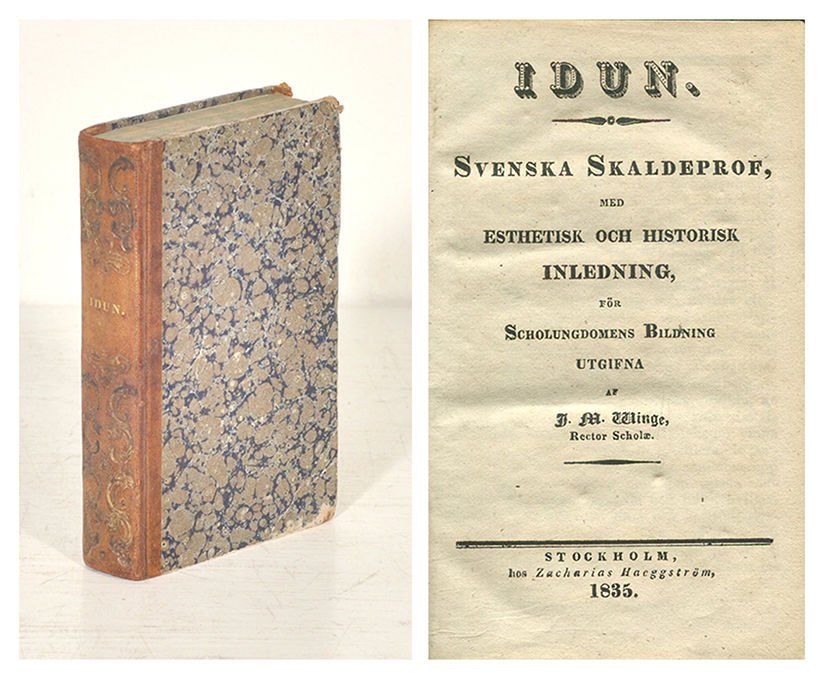 IDUN.
IDUN.
SVENSKA SKALDEPROF,
MED
ESTHETISK OCH HISTORISK
INLEDNING,
FÖR
SCHOLUNGDOMENS BILDNING
UTGIFNA
AF
J. M. Winge,
Rector Scholæ.
STOCKHOLM,
hos Zacharias Haeggström,
1835.